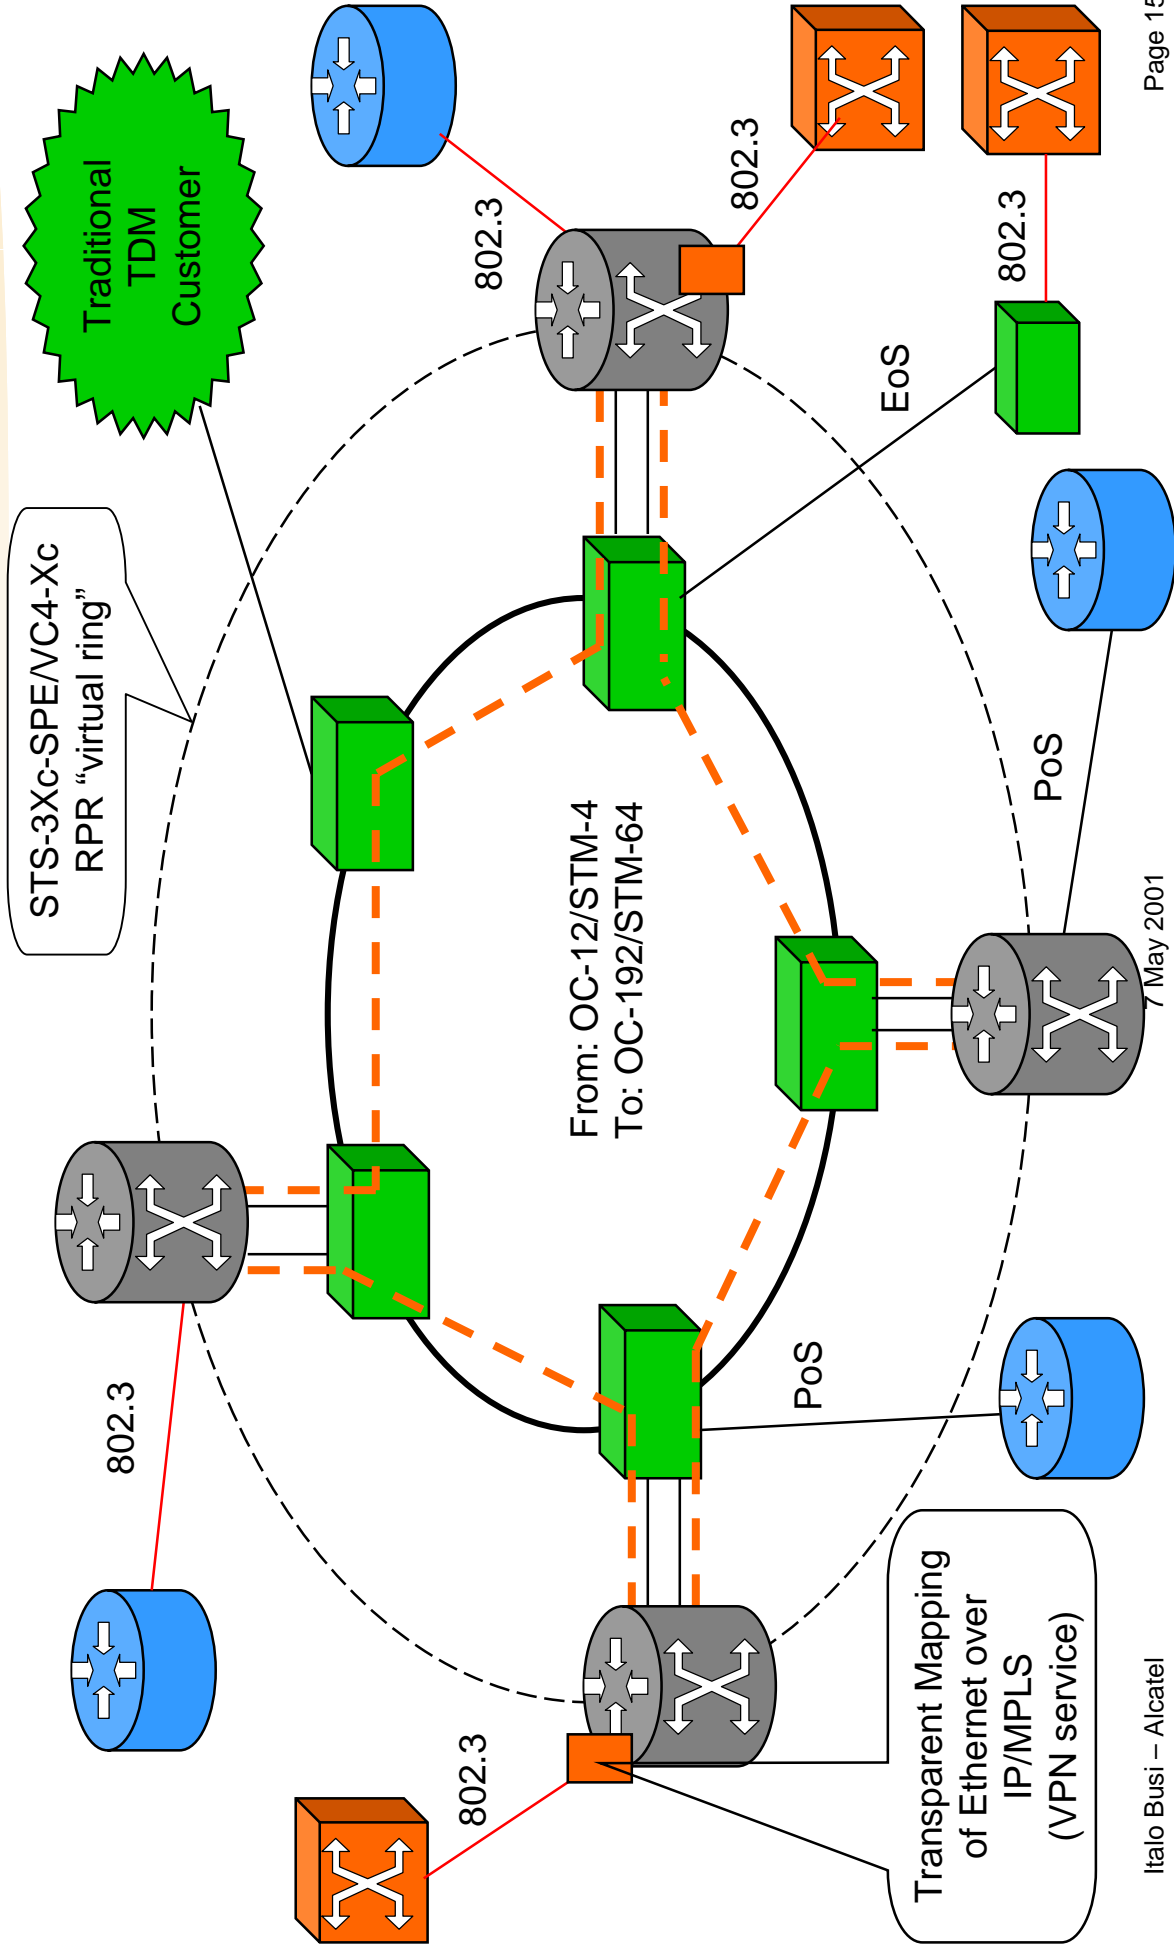 STS-3Xc-SPE/VC4-Xc
RPR “virtual ring”
Traditional
TDM
Customer
802.3
802.3
802.3
From: OC-12/STM-4
To: OC-192/STM-64
802.3
PoS
EoS
802.3
Transparent Mapping
of Ethernet over
IP/MPLS
(VPN service)
PoS
Italo Busi – Alcatel
7 May 2001
Page 15